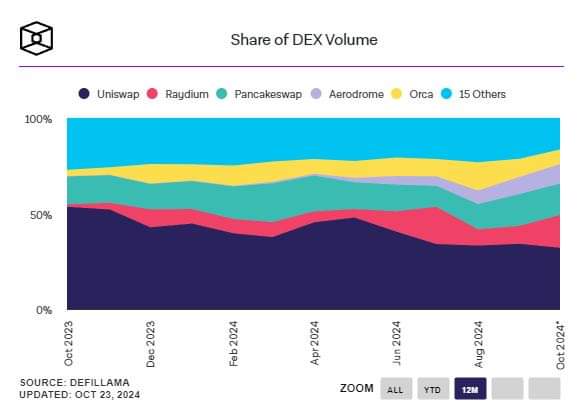 Share of DEX Volume
Uniswap Raydium Pancakeswap Aerodrome Orca 15 Others
100%
50%
0%
Oct 2023 Dec 2023 Feb 2024 Apr 2024 Jun 2024 Aug 2024 Oct 2024*
SOURCE: DEFILLAMA
UPDATED: OCT 23, 2024
ZOOM ALL YTD 12M